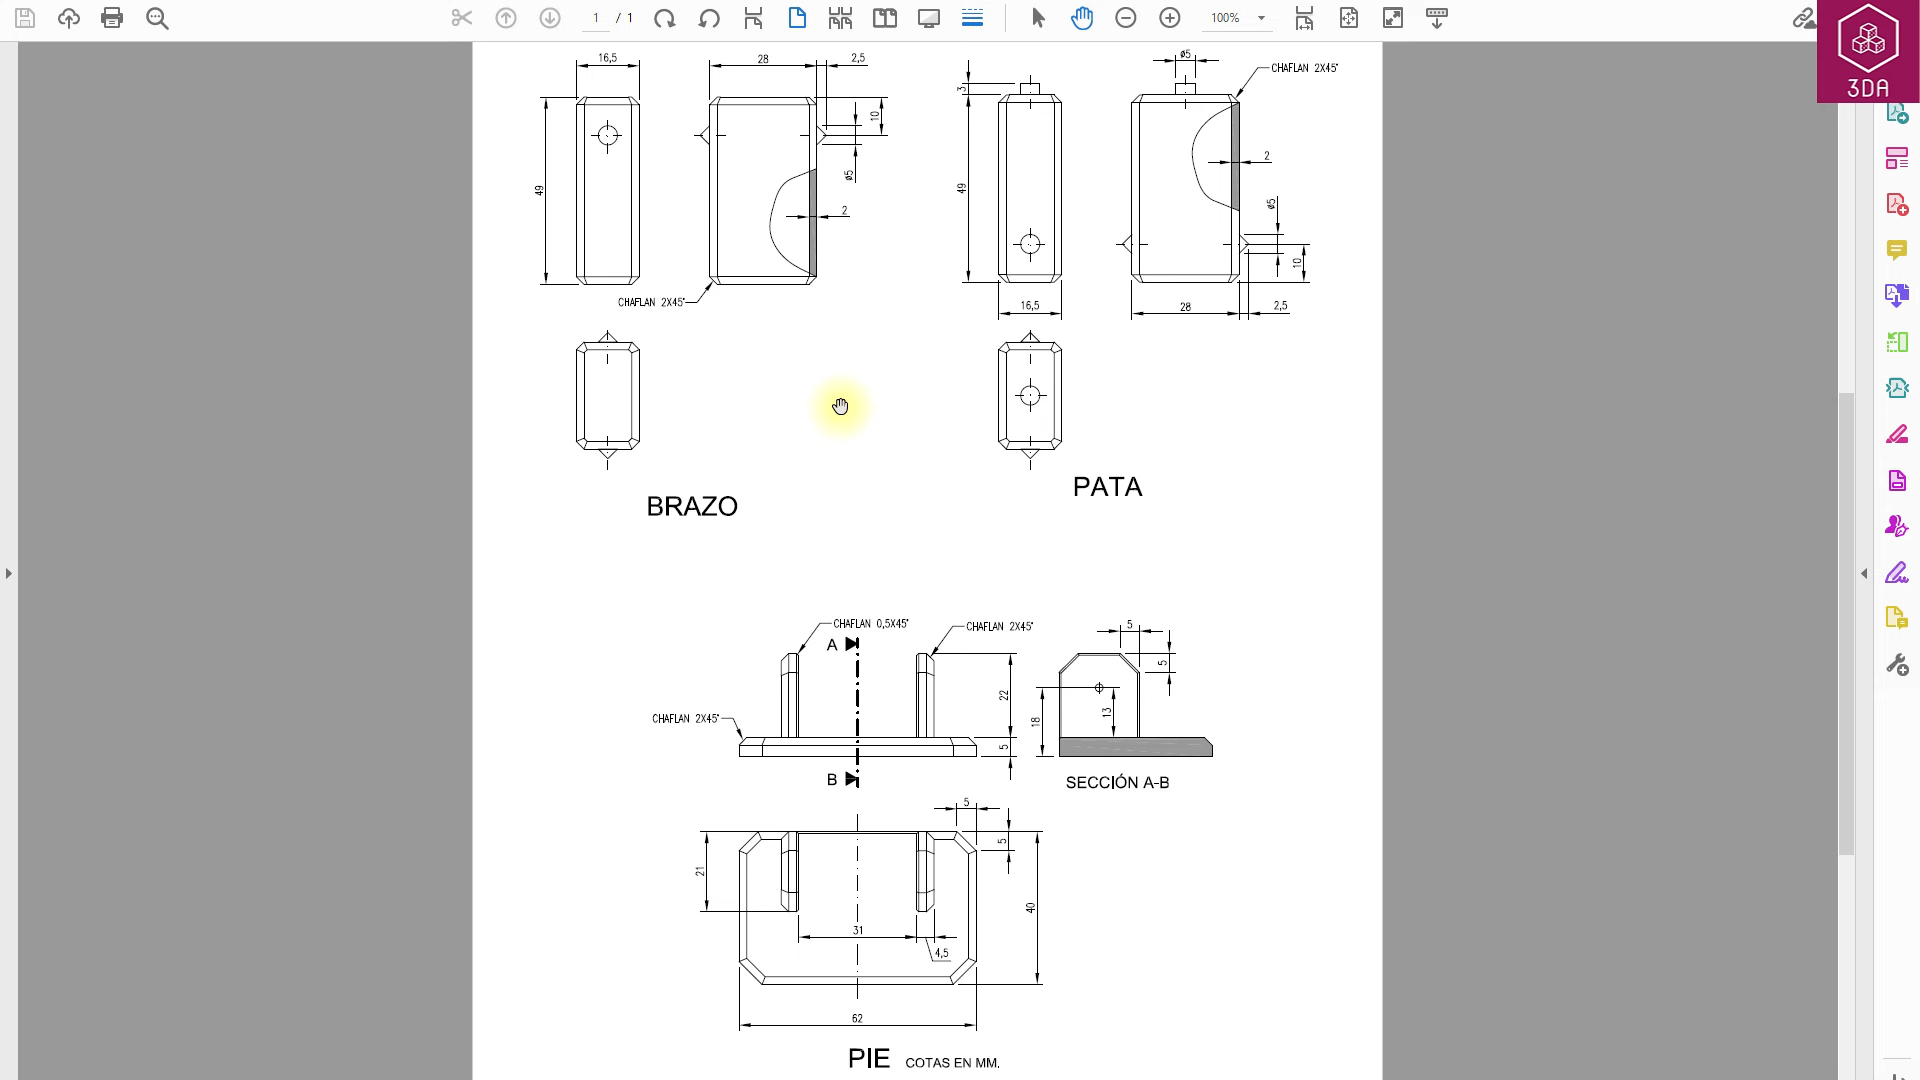 1 / 1
100%
3DA
16,5
28
2,5
10
ø5
49
2
CHAFLAN 2X45°
BRAZO
ø5
CHAFLAN 2X45°
3
49
2
ø5
10
16,5
28
2,5
PATA
CHAFLAN 0,5X45°
CHAFLAN 2X45°
A
CHAFLAN 2X45°
22
5
B
5
5
18
13
SECCIÓN A-B
5
5
21
40
31
4,5
62
PIE COTAS EN MM.